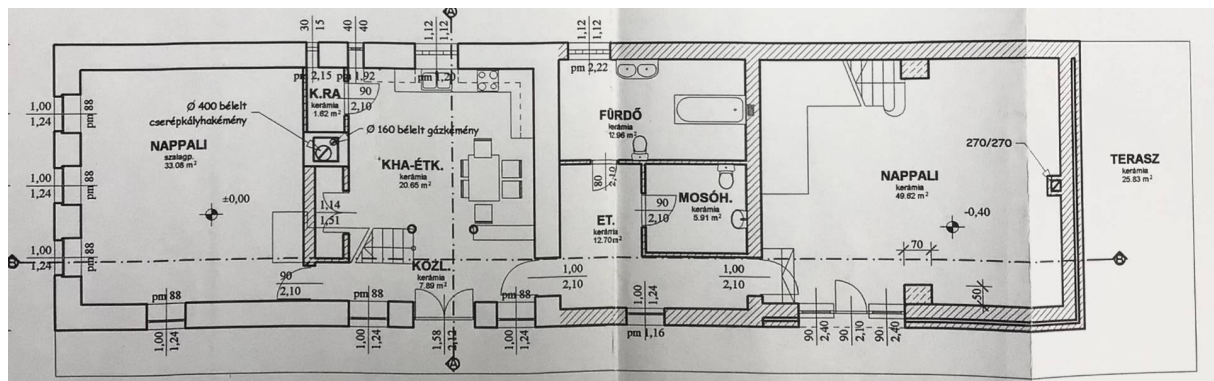 30
15
40
40
A
1,12
1,12
1,12
1,12
pm 2,15
pm 1,92
pm 1,20
pm 2,22
K.RA
kerámia
1.62 m²
90
2,10
Ø 400 bélelt
cserépkályhakémény
Ø 160 bélelt gázkémény
1,00
1,24
pm 88
1,00
1,24
pm 88
1,00
1,24
pm 88
NAPPALI
szalagp.
33.08 m²
±0,00
KHA-ÉTK.
kerámia
20.65 m²
1,14
1,51
FÜRDŐ
kerámia
12.96 m²
80
2,10
MOSÓH.
kerámia
5.91 m²
90
2,10
ET.
kerámia
12.70 m²
NAPPALI
kerámia
49.62 m²
-0,40
270/270
TERASZ
kerámia
25.83 m²
70
50
B
B
KÖZL.
kerámia
7.89 m²
90
2,10
1,00
2,10
1,00
2,10
pm 88
1,00
1,24
pm 88
1,00
1,24
1,58
2,12
A
pm 88
1,00
1,24
1,00
1,24
pm 1,16
90
2,40
90
2,10
90
2,40